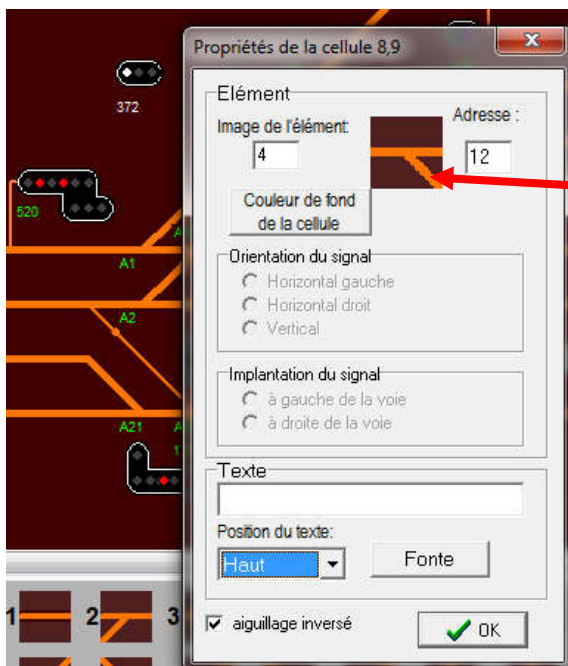 Propriétés de la cellule 8,9
372
520
A1
A2
A21
Elément
Image de l'élément:
Adresse :
4
12
Couleur de fond
de la cellule
Orientation du signal
Horizontal gauche
Horizontal droit
Vertical
Implantation du signal
à gauche de la voie
à droite de la voie
Texte
Position du texte:
Haut
Fonte
aiguillage inversé
OK
1
2
3